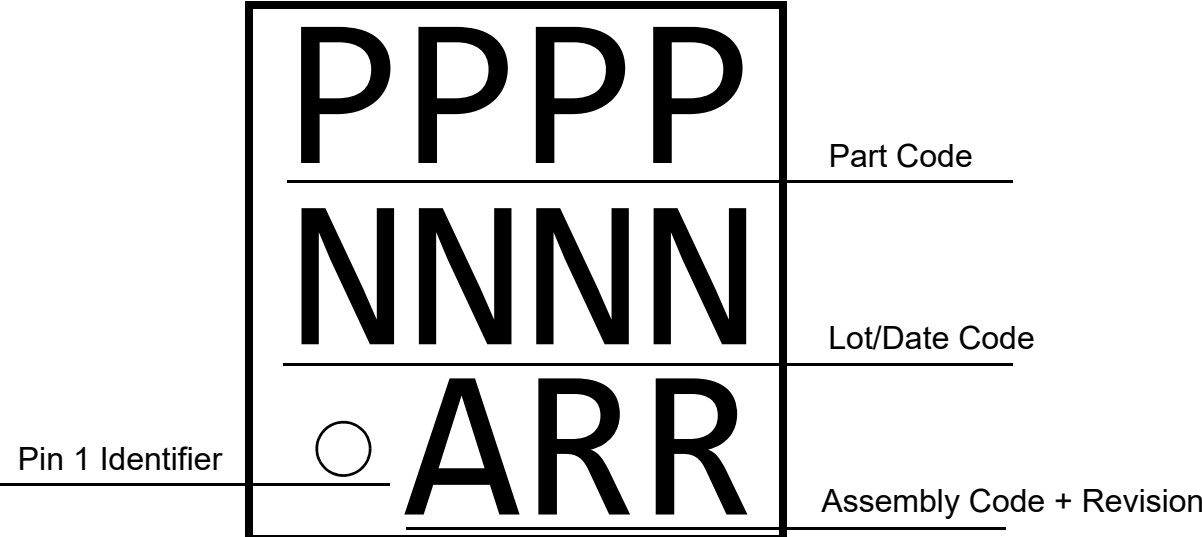 PPPP
Part Code
NNNN
Lot/Date Code
ARR
Pin 1 Identifier
Assembly Code + Revision